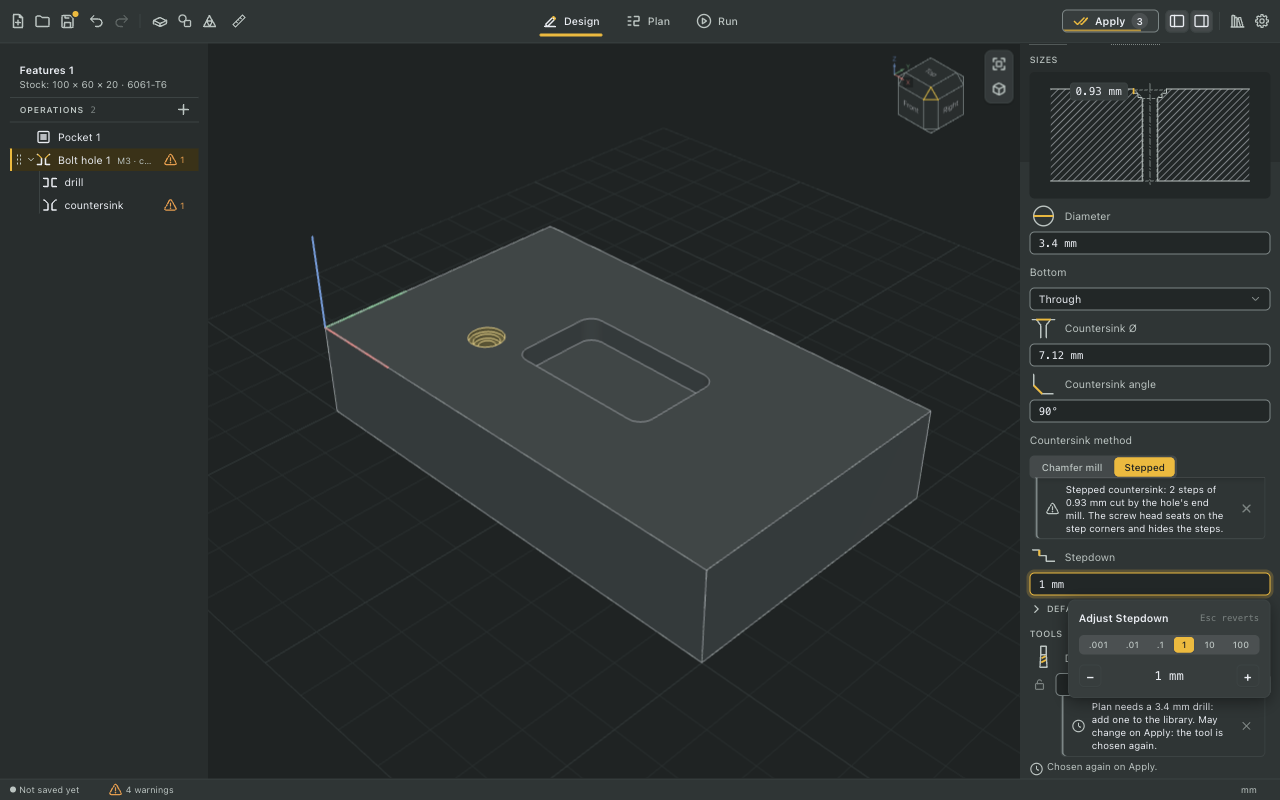 Design
Plan
Run
Apply 3
Features 1
Stock: 100 × 60 × 20 · 6061-T6
OPERATIONS 2
Pocket 1
Bolt hole 1 M3 · c... 1
drill
countersink 1
Top
Front
Right
SIZES
0.93 mm
Diameter
3.4 mm
Bottom
Through
Countersink Ø
7.12 mm
Countersink angle
90°
Countersink method
Chamfer mill
Stepped
Stepped countersink: 2 steps of
0.93 mm cut by the hole's end
mill. The screw head seats on the
step corners and hides the steps.
Stepdown
1 mm
Adjust Stepdown
Esc reverts
.001 .01 .1 1 10 100
− 1 mm +
TOOLS
Plan needs a 3.4 mm drill:
add one to the library. May
change on Apply: the tool is
chosen again.
Chosen again on Apply.
Not saved yet
4 warnings
mm